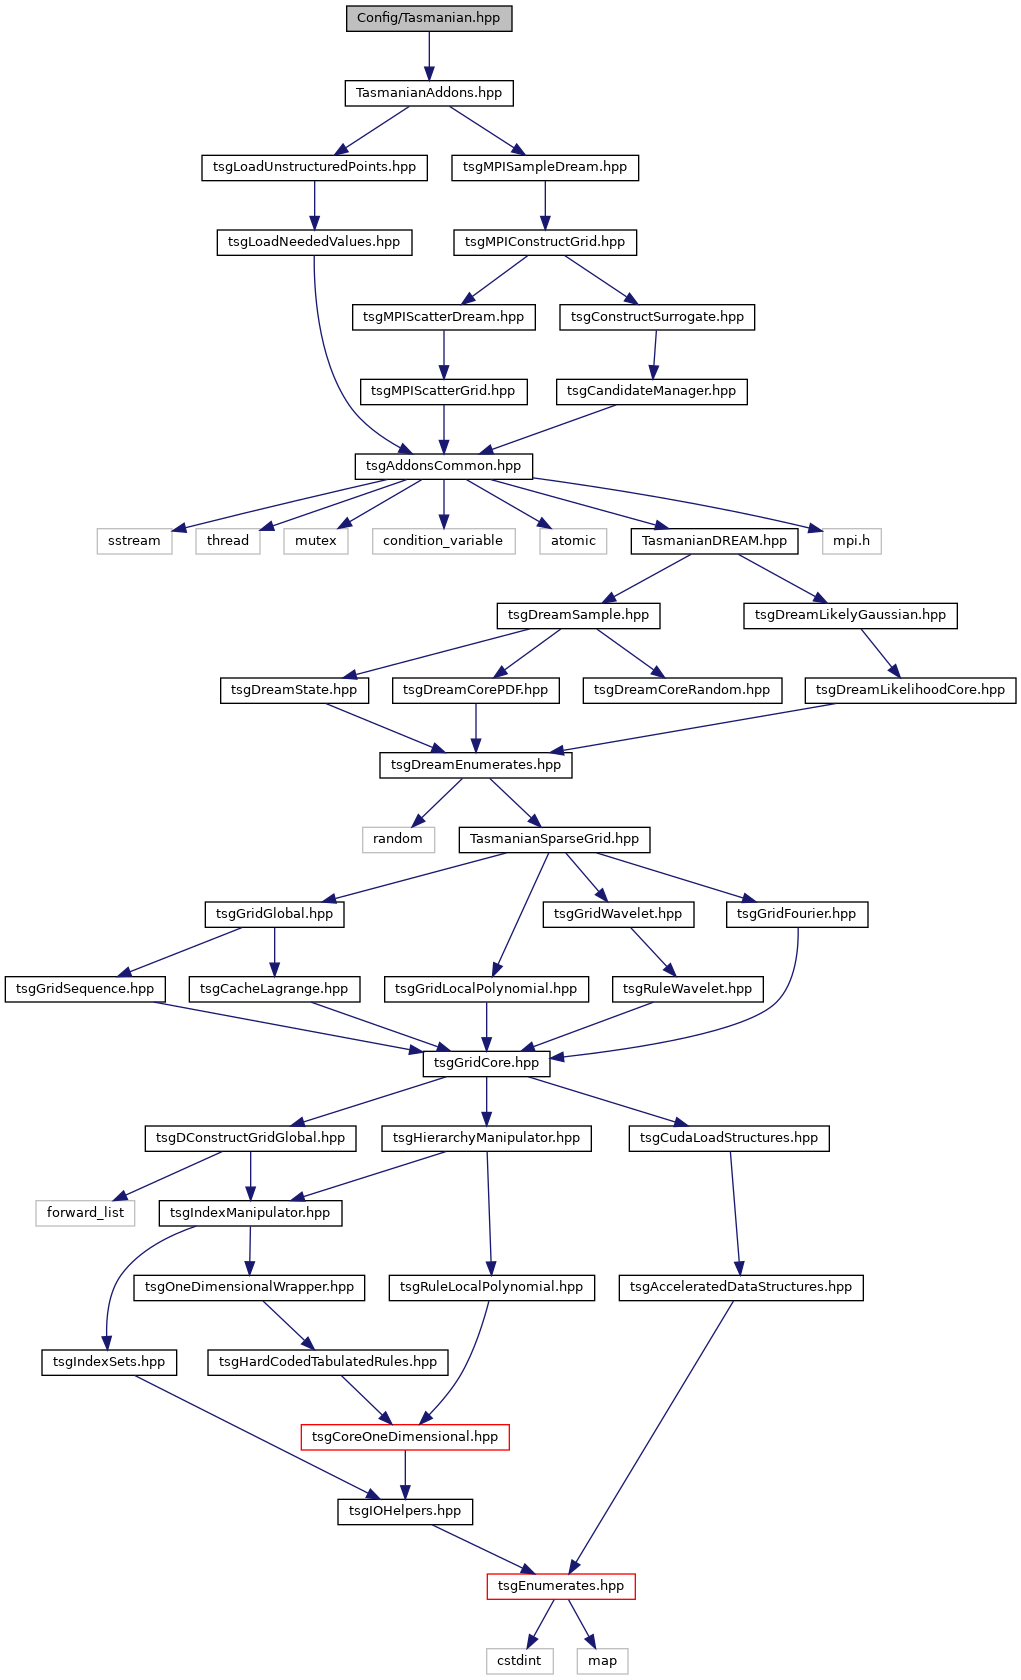 Config/Tasmanian.hpp
TasmanianAddons.hpp
tsgLoadUnstructuredPoints.hpp
tsgMPISampleDream.hpp
tsgLoadNeededValues.hpp
tsgMPIConstructGrid.hpp
tsgMPIScatterDream.hpp
tsgConstructSurrogate.hpp
tsgMPIScatterGrid.hpp
tsgCandidateManager.hpp
tsgAddonsCommon.hpp
sstream
thread
mutex
condition_variable
atomic
TasmanianDREAM.hpp
mpi.h
tsgDreamSample.hpp
tsgDreamLikelyGaussian.hpp
tsgDreamState.hpp
tsgDreamCorePDF.hpp
tsgDreamCoreRandom.hpp
tsgDreamLikelihoodCore.hpp
tsgDreamEnumerates.hpp
random
TasmanianSparseGrid.hpp
tsgGridGlobal.hpp
tsgGridWavelet.hpp
tsgGridFourier.hpp
tsgGridSequence.hpp
tsgCacheLagrange.hpp
tsgGridLocalPolynomial.hpp
tsgRuleWavelet.hpp
tsgGridCore.hpp
tsgDConstructGridGlobal.hpp
tsgHierarchyManipulator.hpp
tsgCudaLoadStructures.hpp
forward_list
tsgIndexManipulator.hpp
tsgOneDimensionalWrapper.hpp
tsgRuleLocalPolynomial.hpp
tsgAcceleratedDataStructures.hpp
tsgIndexSets.hpp
tsgHardCodedTabulatedRules.hpp
tsgCoreOneDimensional.hpp
tsgIOHelpers.hpp
tsgEnumerates.hpp
cstdint
map